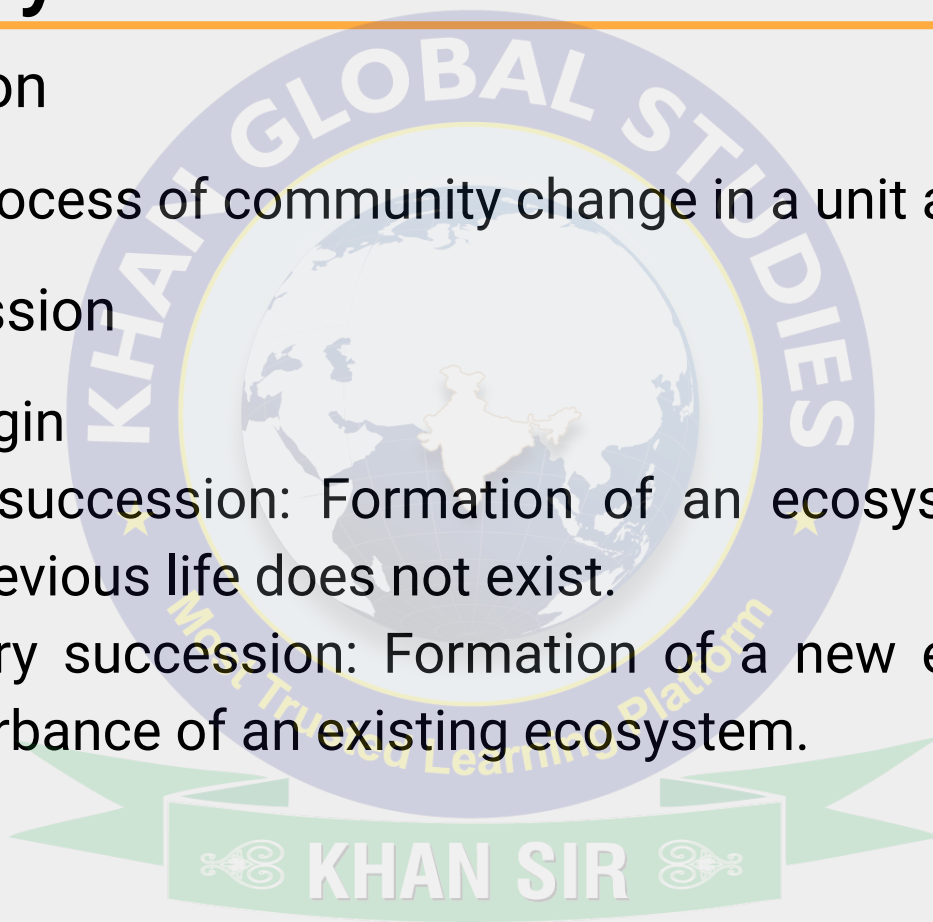 y
on
ocess of community change in a unit a
ssion
gin
succession: Formation of an ecosys
evious life does not exist.
ry succession: Formation of a new e
rbance of an existing ecosystem.
KHAN GLOBAL STUDIES
Most Trusted Learning Platform
KHAN SIR